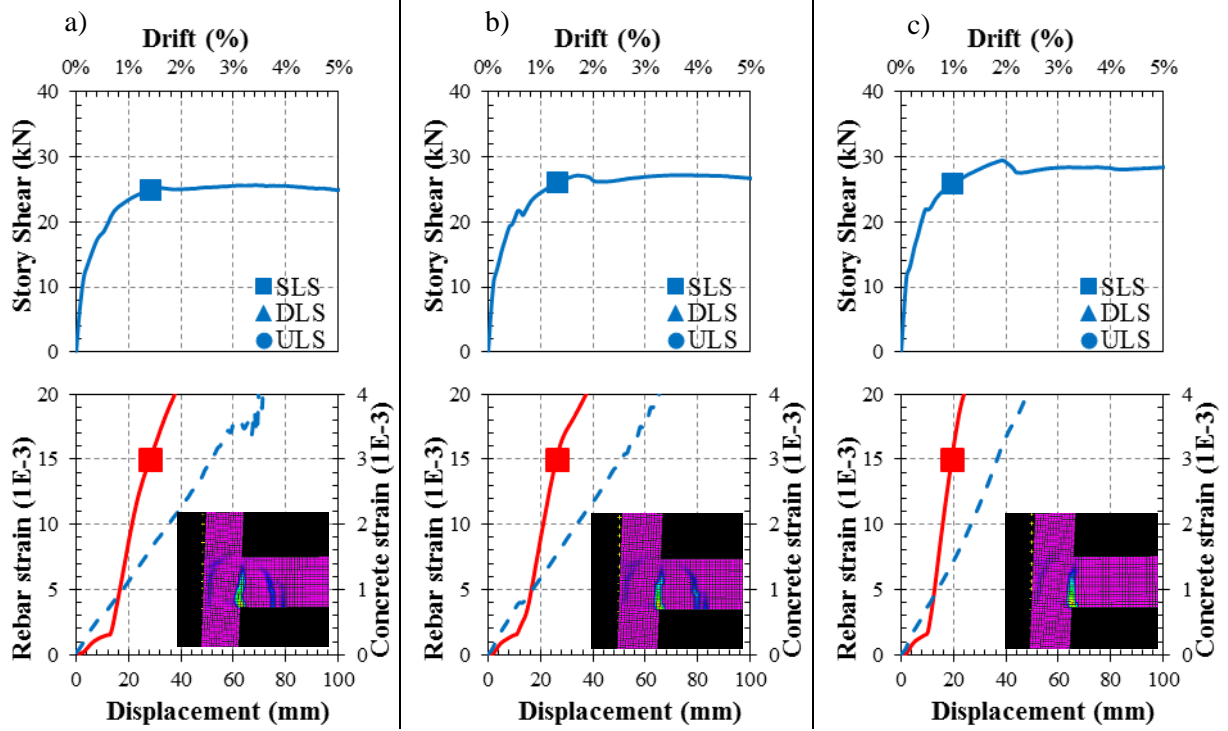 a)
Drift (%)
0% 1% 2% 3% 4% 5%
Story Shear (kN)
40
30
20
10
0
SLS
DLS
ULS
Rebar strain (1E-3)
20
15
10
5
0
Concrete strain (1E-3)
4
3
2
1
0
0 20 40 60 80 100
Displacement (mm)
b)
Drift (%)
0% 1% 2% 3% 4% 5%
Story Shear (kN)
40
30
20
10
0
SLS
DLS
ULS
Rebar strain (1E-3)
20
15
10
5
0
Concrete strain (1E-3)
4
3
2
1
0
0 20 40 60 80 100
Displacement (mm)
c)
Drift (%)
0% 1% 2% 3% 4% 5%
Story Shear (kN)
40
30
20
10
0
SLS
DLS
ULS
Rebar strain (1E-3)
20
15
10
5
0
Concrete strain (1E-3)
4
3
2
1
0
0 20 40 60 80 100
Displacement (mm)